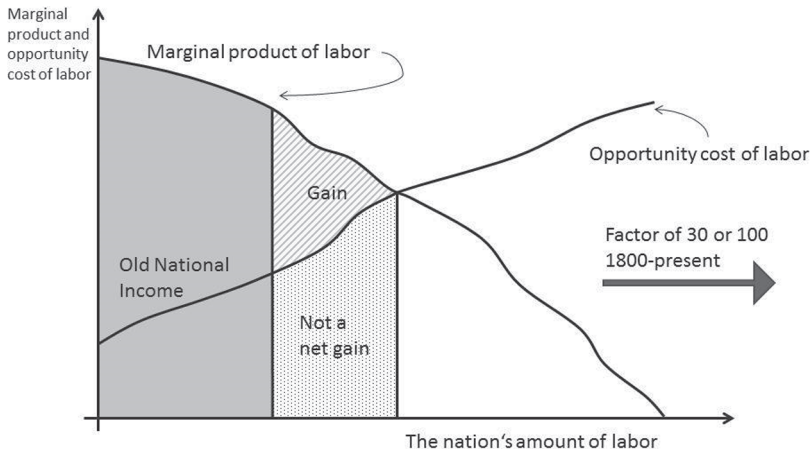 Marginal
product and
opportunity
cost of labor
Marginal product of labor
Opportunity cost of labor
Gain
Factor of 30 or 100
1800-present
Old National
Income
Not a
net gain
The nation‘s amount of labor